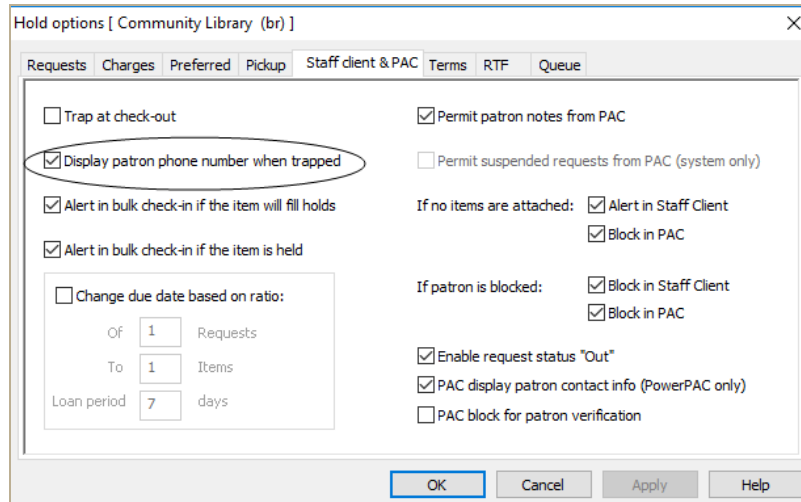 Hold options [ Community Library (br) ]
Requests Charges Preferred Pickup Staff client & PAC Terms RTF Queue
Trap at check-out
Display patron phone number when trapped
Alert in bulk check-in if the item will fill holds
Alert in bulk check-in if the item is held
Change due date based on ratio:
Of 1 Requests
To 1 Items
Loan period 7 days
Permit patron notes from PAC
Permit suspended requests from PAC (system only)
If no items are attached: Alert in Staff Client
Block in PAC
If patron is blocked: Block in Staff Client
Block in PAC
Enable request status "Out"
PAC display patron contact info (PowerPAC only)
PAC block for patron verification
OK Cancel Apply Help